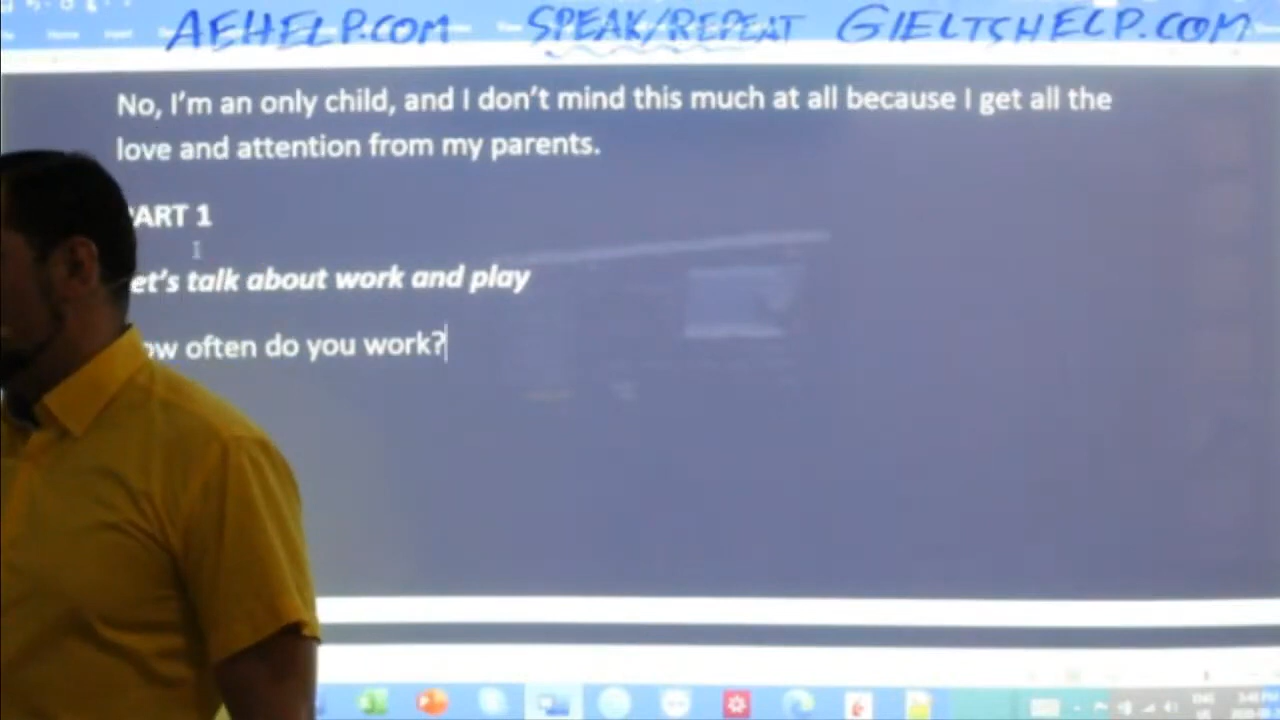 AEHELP.COM SPEAK/REPEAT GIELTSHELP.COM
No, I'm an only child, and I don't mind this much at all because I get all the
love and attention from my parents.
ART 1
et's talk about work and play
ow often do you work?